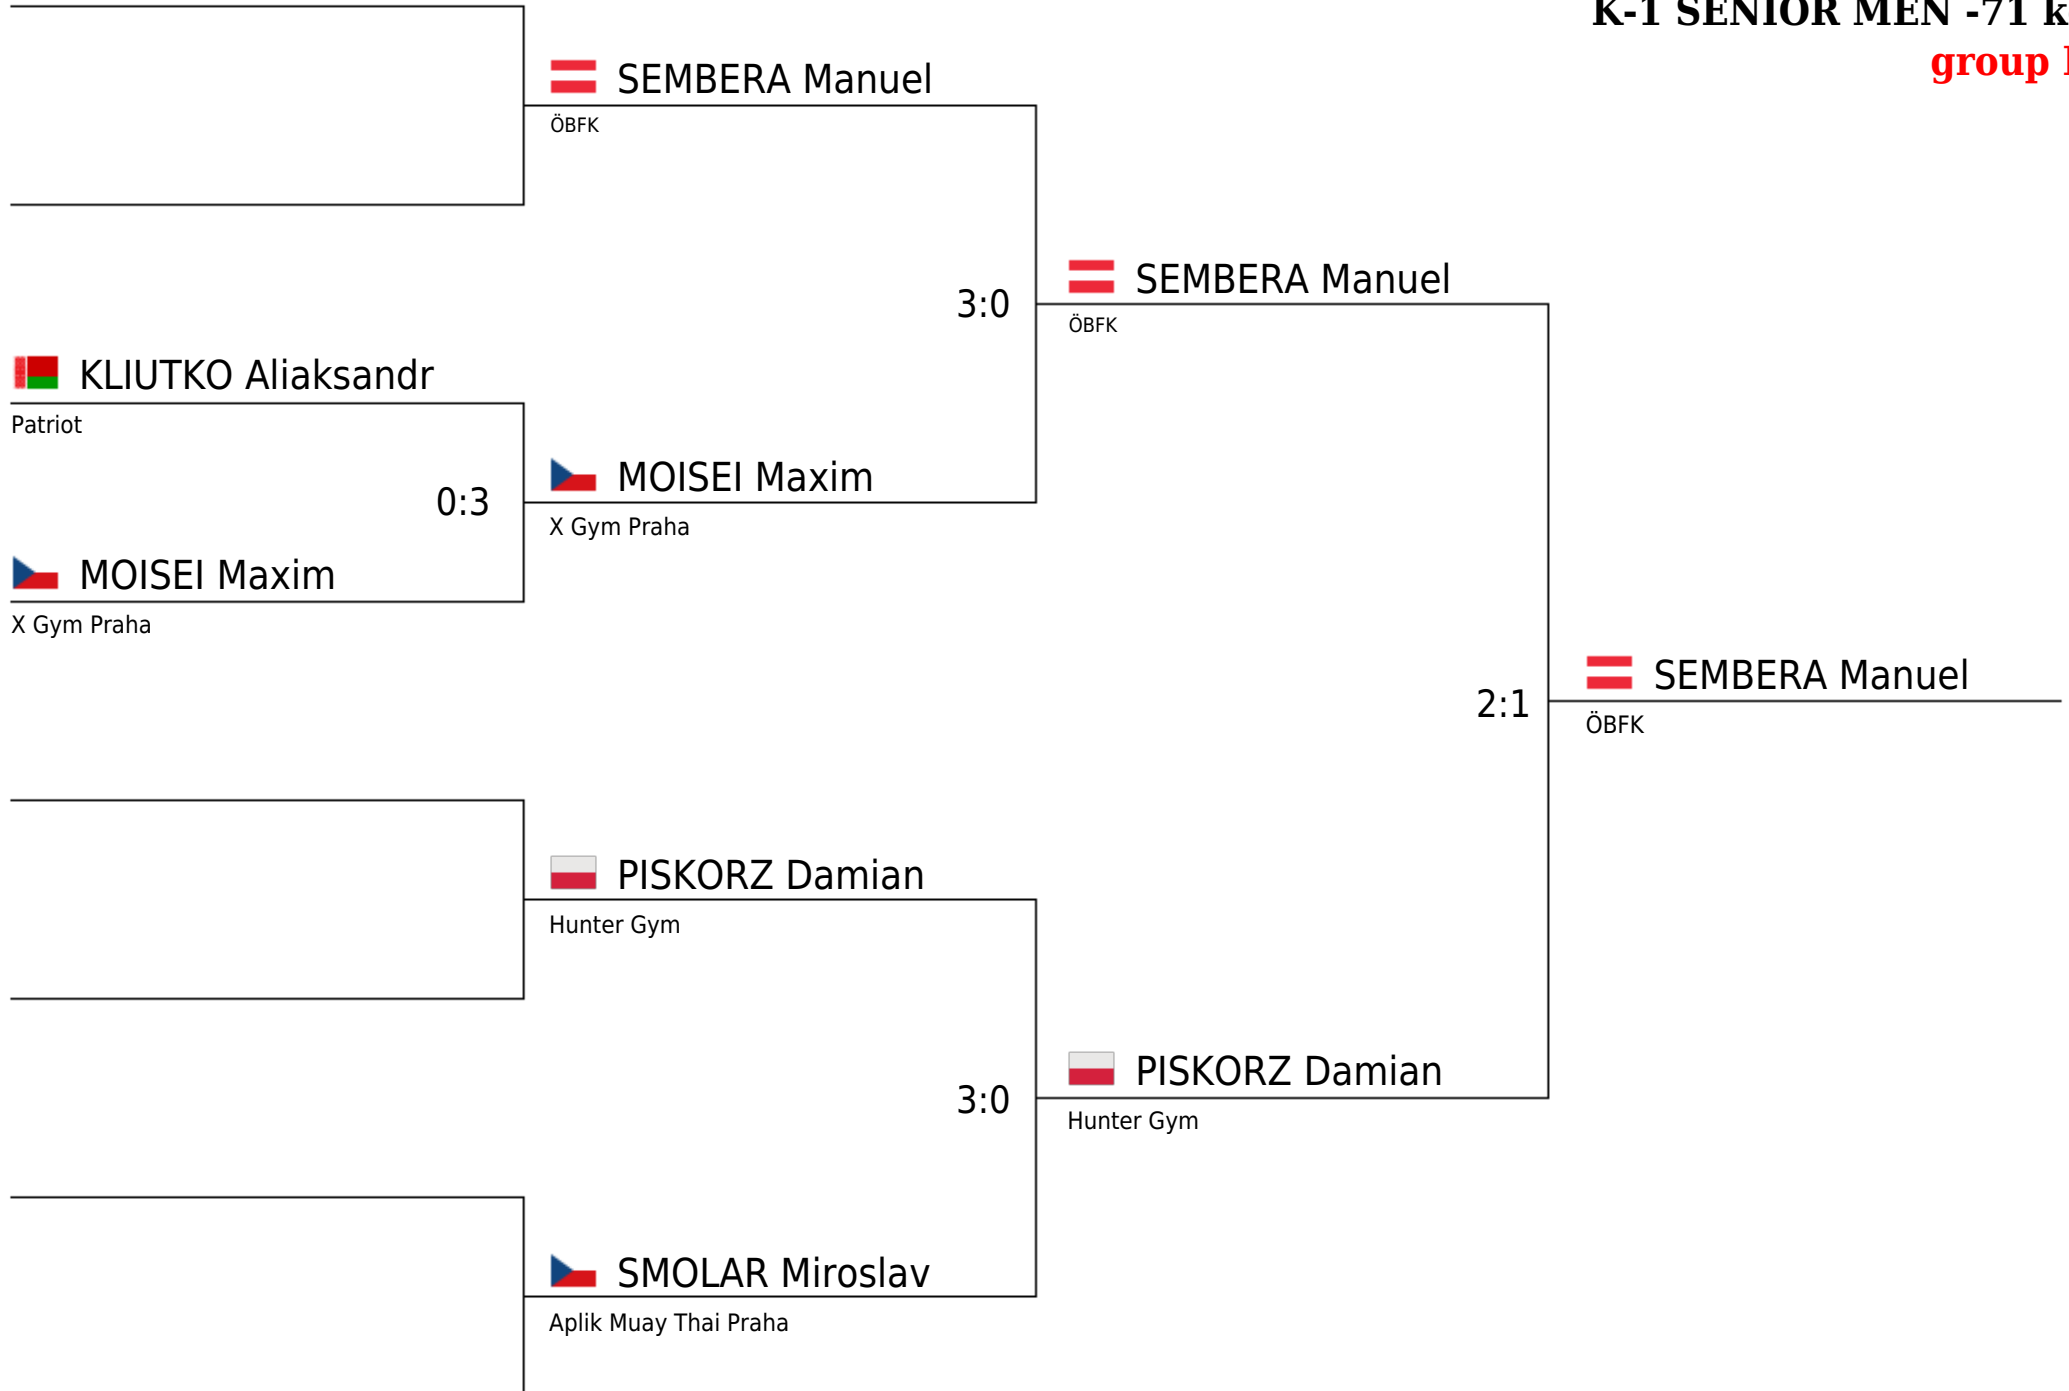 K-1 SENIOR MEN -71 k
group
SEMBERA Manuel
ÖBFK
SEMBERA Manuel
3:0
ÖBFK
KLIUTKO Aliaksandr
Patriot
MOISEI Maxim
0:3
X Gym Praha
MOISEI Maxim
X Gym Praha
SEMBERA Manuel
2:1
ÖBFK
PISKORZ Damian
Hunter Gym
PISKORZ Damian
3:0
Hunter Gym
SMOLAR Miroslav
Aplik Muay Thai Praha